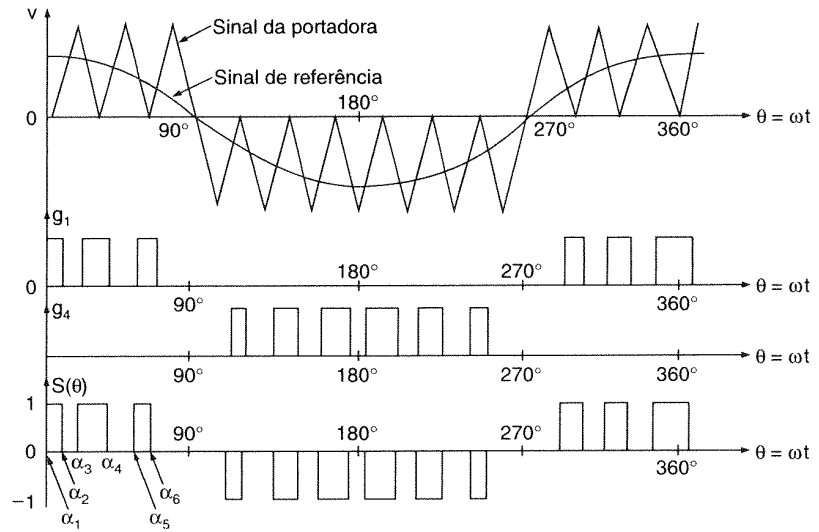 v
Sinal da portadora
Sinal de referência
180°
0
90°
270°
360°
θ = ωt
g₁
180°
270°
0
90°
360°
θ = ωt
g₄
90°
180°
270°
360°
θ = ωt
S(θ)
1
90°
180°
270°
0
360°
θ = ωt
α₃
α₄
α₂
α₆
α₁
α₅
−1